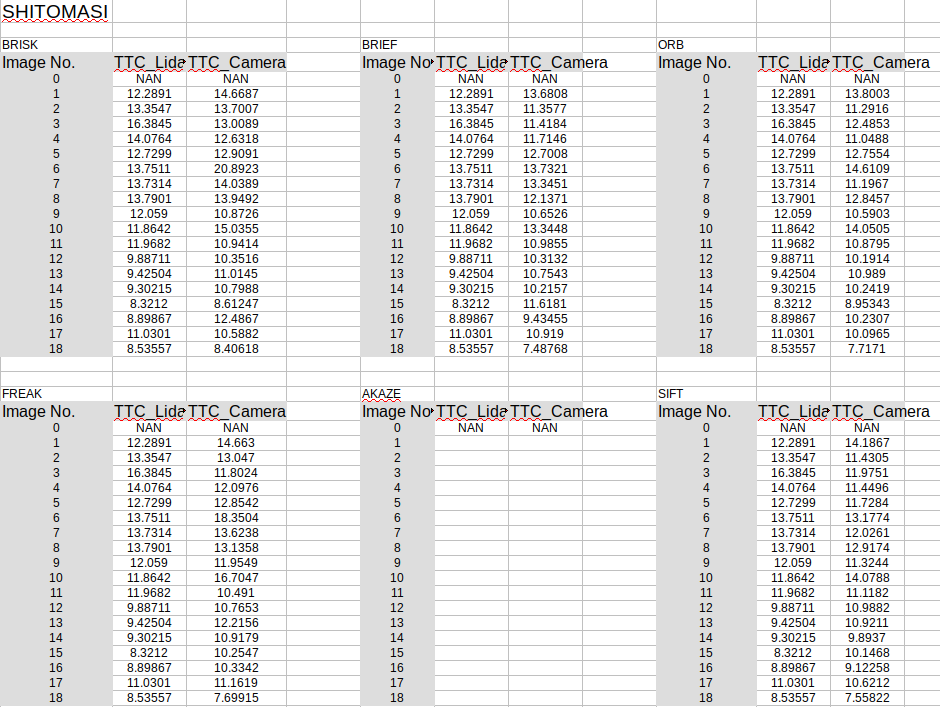 SHITOMASI
BRISK BRIEF ORB
Image No. TTC_Lida TTC_Camera Image No TTC_Lida TTC_Camera Image No. TTC_Lida TTC_Camera
0 NAN NAN 0 NAN NAN 0 NAN NAN
1 12.2891 14.6687 1 12.2891 13.6808 1 12.2891 13.8003
2 13.3547 13.7007 2 13.3547 11.3577 2 13.3547 11.2916
3 16.3845 13.0089 3 16.3845 11.4184 3 16.3845 12.4853
4 14.0764 12.6318 4 14.0764 11.7146 4 14.0764 11.0488
5 12.7299 12.9091 5 12.7299 12.7008 5 12.7299 12.7554
6 13.7511 20.8923 6 13.7511 13.7321 6 13.7511 14.6109
7 13.7314 14.0389 7 13.7314 13.3451 7 13.7314 11.1967
8 13.7901 13.9492 8 13.7901 12.1371 8 13.7901 12.8457
9 12.059 10.8726 9 12.059 10.6526 9 12.059 10.5903
10 11.8642 15.0355 10 11.8642 13.3448 10 11.8642 14.0505
11 11.9682 10.9414 11 11.9682 10.9855 11 11.9682 10.8795
12 9.88711 10.3516 12 9.88711 10.3132 12 9.88711 10.1914
13 9.42504 11.0145 13 9.42504 10.7543 13 9.42504 10.989
14 9.30215 10.7988 14 9.30215 10.2157 14 9.30215 10.2419
15 8.3212 8.61247 15 8.3212 11.6181 15 8.3212 8.95343
16 8.89867 12.4867 16 8.89867 9.43455 16 8.89867 10.2307
17 11.0301 10.5882 17 11.0301 10.919 17 11.0301 10.0965
18 8.53557 8.40618 18 8.53557 7.48768 18 8.53557 7.7171
FREAK AKAZE SIFT
Image No. TTC_Lida TTC_Camera Image No TTC_Lida TTC_Camera Image No. TTC_Lida TTC_Camera
0 NAN NAN 0 NAN NAN 0 NAN NAN
1 12.2891 14.663 1 1 12.2891 14.1867
2 13.3547 13.047 2 2 13.3547 11.4305
3 16.3845 11.8024 3 3 16.3845 11.9751
4 14.0764 12.0976 4 4 14.0764 11.4496
5 12.7299 12.8542 5 5 12.7299 11.7284
6 13.7511 18.3504 6 6 13.7511 13.1774
7 13.7314 13.6238 7 7 13.7314 12.0261
8 13.7901 13.1358 8 8 13.7901 12.9174
9 12.059 11.9549 9 9 12.059 11.3244
10 11.8642 16.7047 10 10 11.8642 14.0788
11 11.9682 10.491 11 11 11.9682 11.1182
12 9.88711 10.7653 12 12 9.88711 10.9882
13 9.42504 12.2156 13 13 9.42504 10.9211
14 9.30215 10.9179 14 14 9.30215 9.8937
15 8.3212 10.2547 15 15 8.3212 10.1468
16 8.89867 10.3342 16 16 8.89867 9.12258
17 11.0301 11.1619 17 17 11.0301 10.6212
18 8.53557 7.69915 18 18 8.53557 7.55822